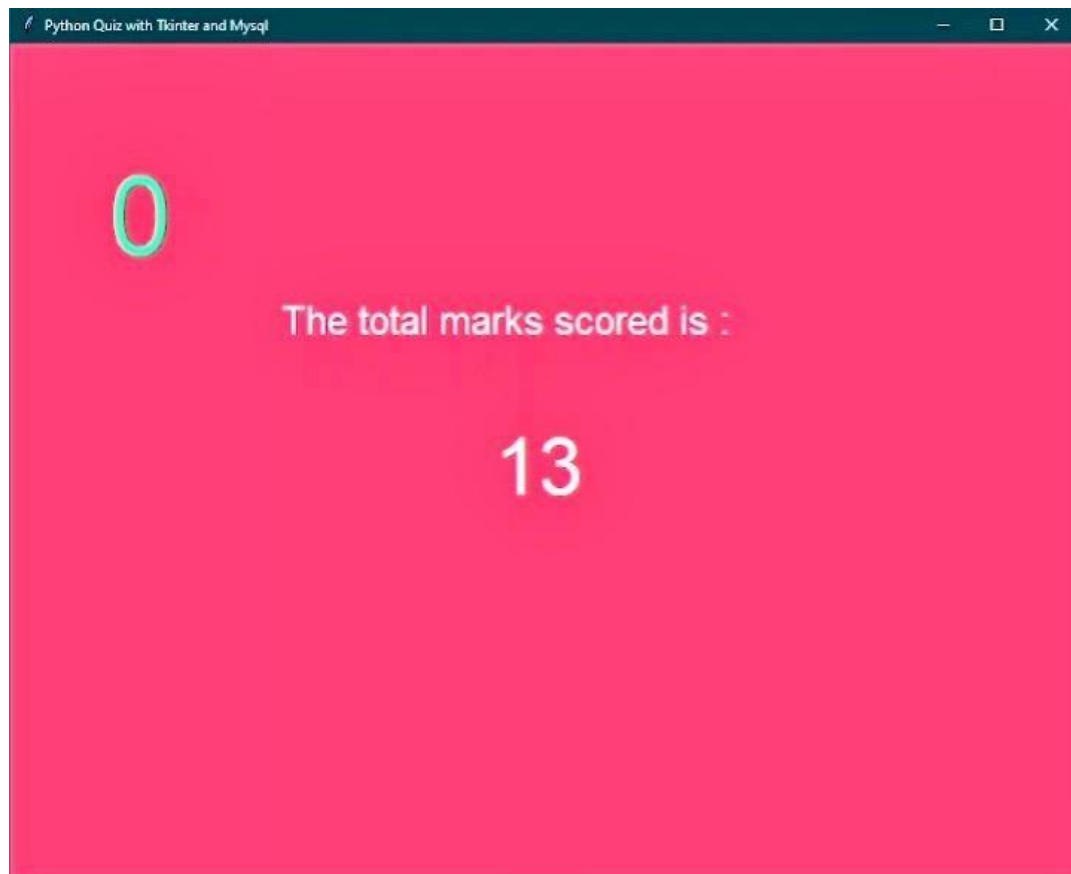 Python Quiz with Tkinter and Mysql
0
The total marks scored is :
13